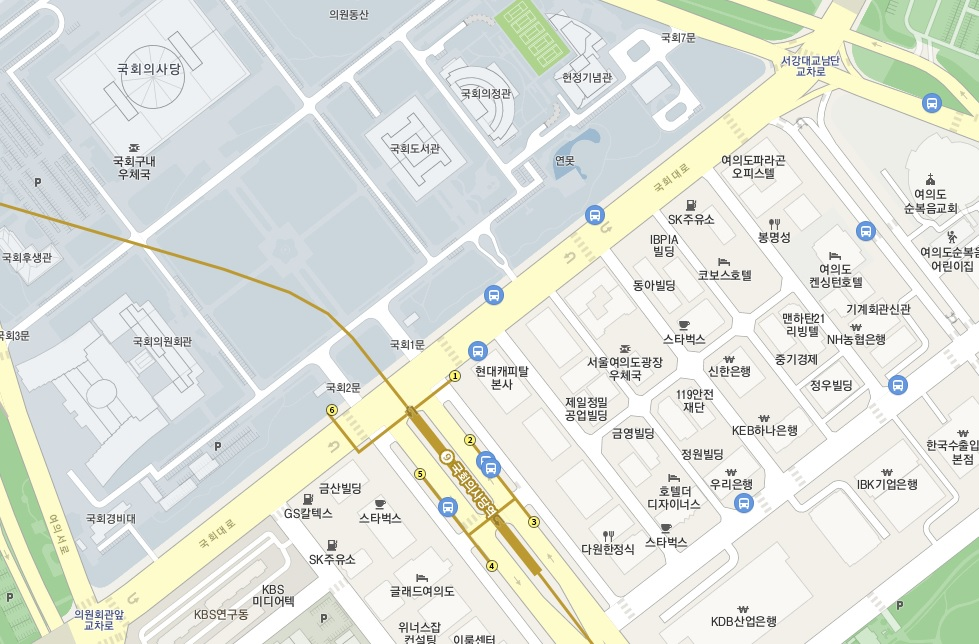 의원동산
국회7문
국회의사당
서강대교남단
교차로
헌정기념관
국회의정관
국회도서관
국회구내
우체국
연못
여의도파라곤
오피스텔
국회대로
P
여의도
순복음교회
SK주유소
봉명성
IBPIA
빌딩
여의도순복음
어린이집
국회후생관
코보스호텔
여의도
켄싱턴호텔
동아빌딩
기계회관신관
맨하탄21
리빙텔
국회3문
국회의원회관
국회1문
스타벅스
NH농협은행
서울여의도광장
우체국
중기경제
신한은행
현대캐피탈
본사
1
국회2문
정우빌딩
119안전
재단
6
제일정밀
공업빌딩
금영빌딩
KEB하나은행
2
P
9 국회의사당역
정원빌딩
한국수출입
본점
5
금산빌딩
우리은행
IBK기업은행
호텔더
디자이너스
GS칼텍스
스타벅스
국회경비대
3
여의서로
국회대로
스타벅스
다원한정식
SK주유소
4
글래드여의도
KBS
미디어텍
P
P
의원회관앞
교차로
KBS연구동
P
KDB산업은행
위너스잡
컨설팅
이룸센터